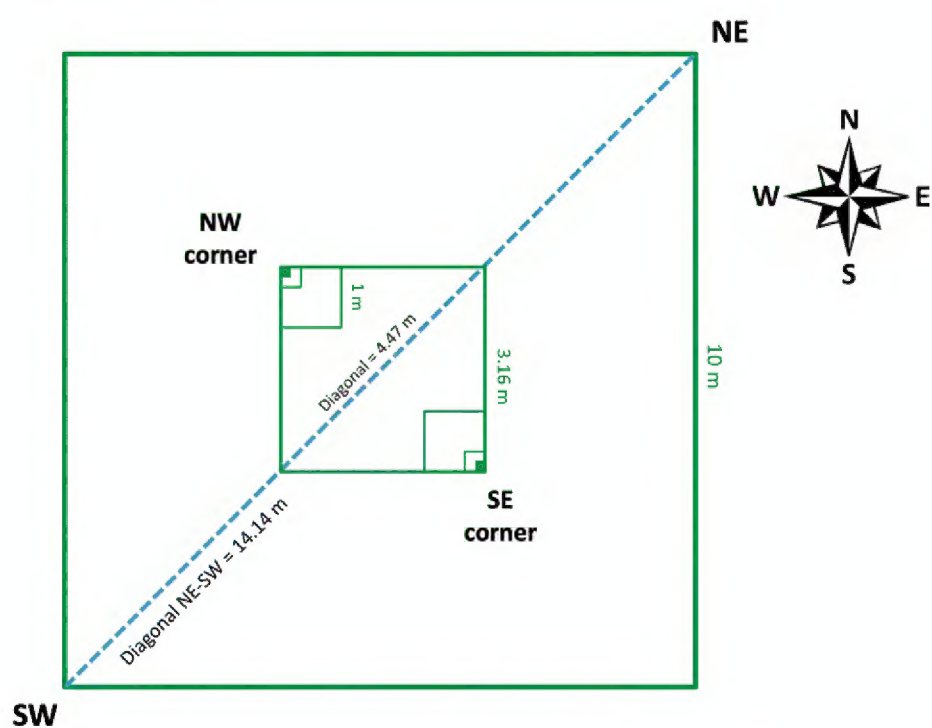 NE
N
W
E
S
NW
corner
1 m
Diagonal = 4.47 m
3.16 m
10 m
SE
corner
Diagonal NE-SW = 14.14 m
SW